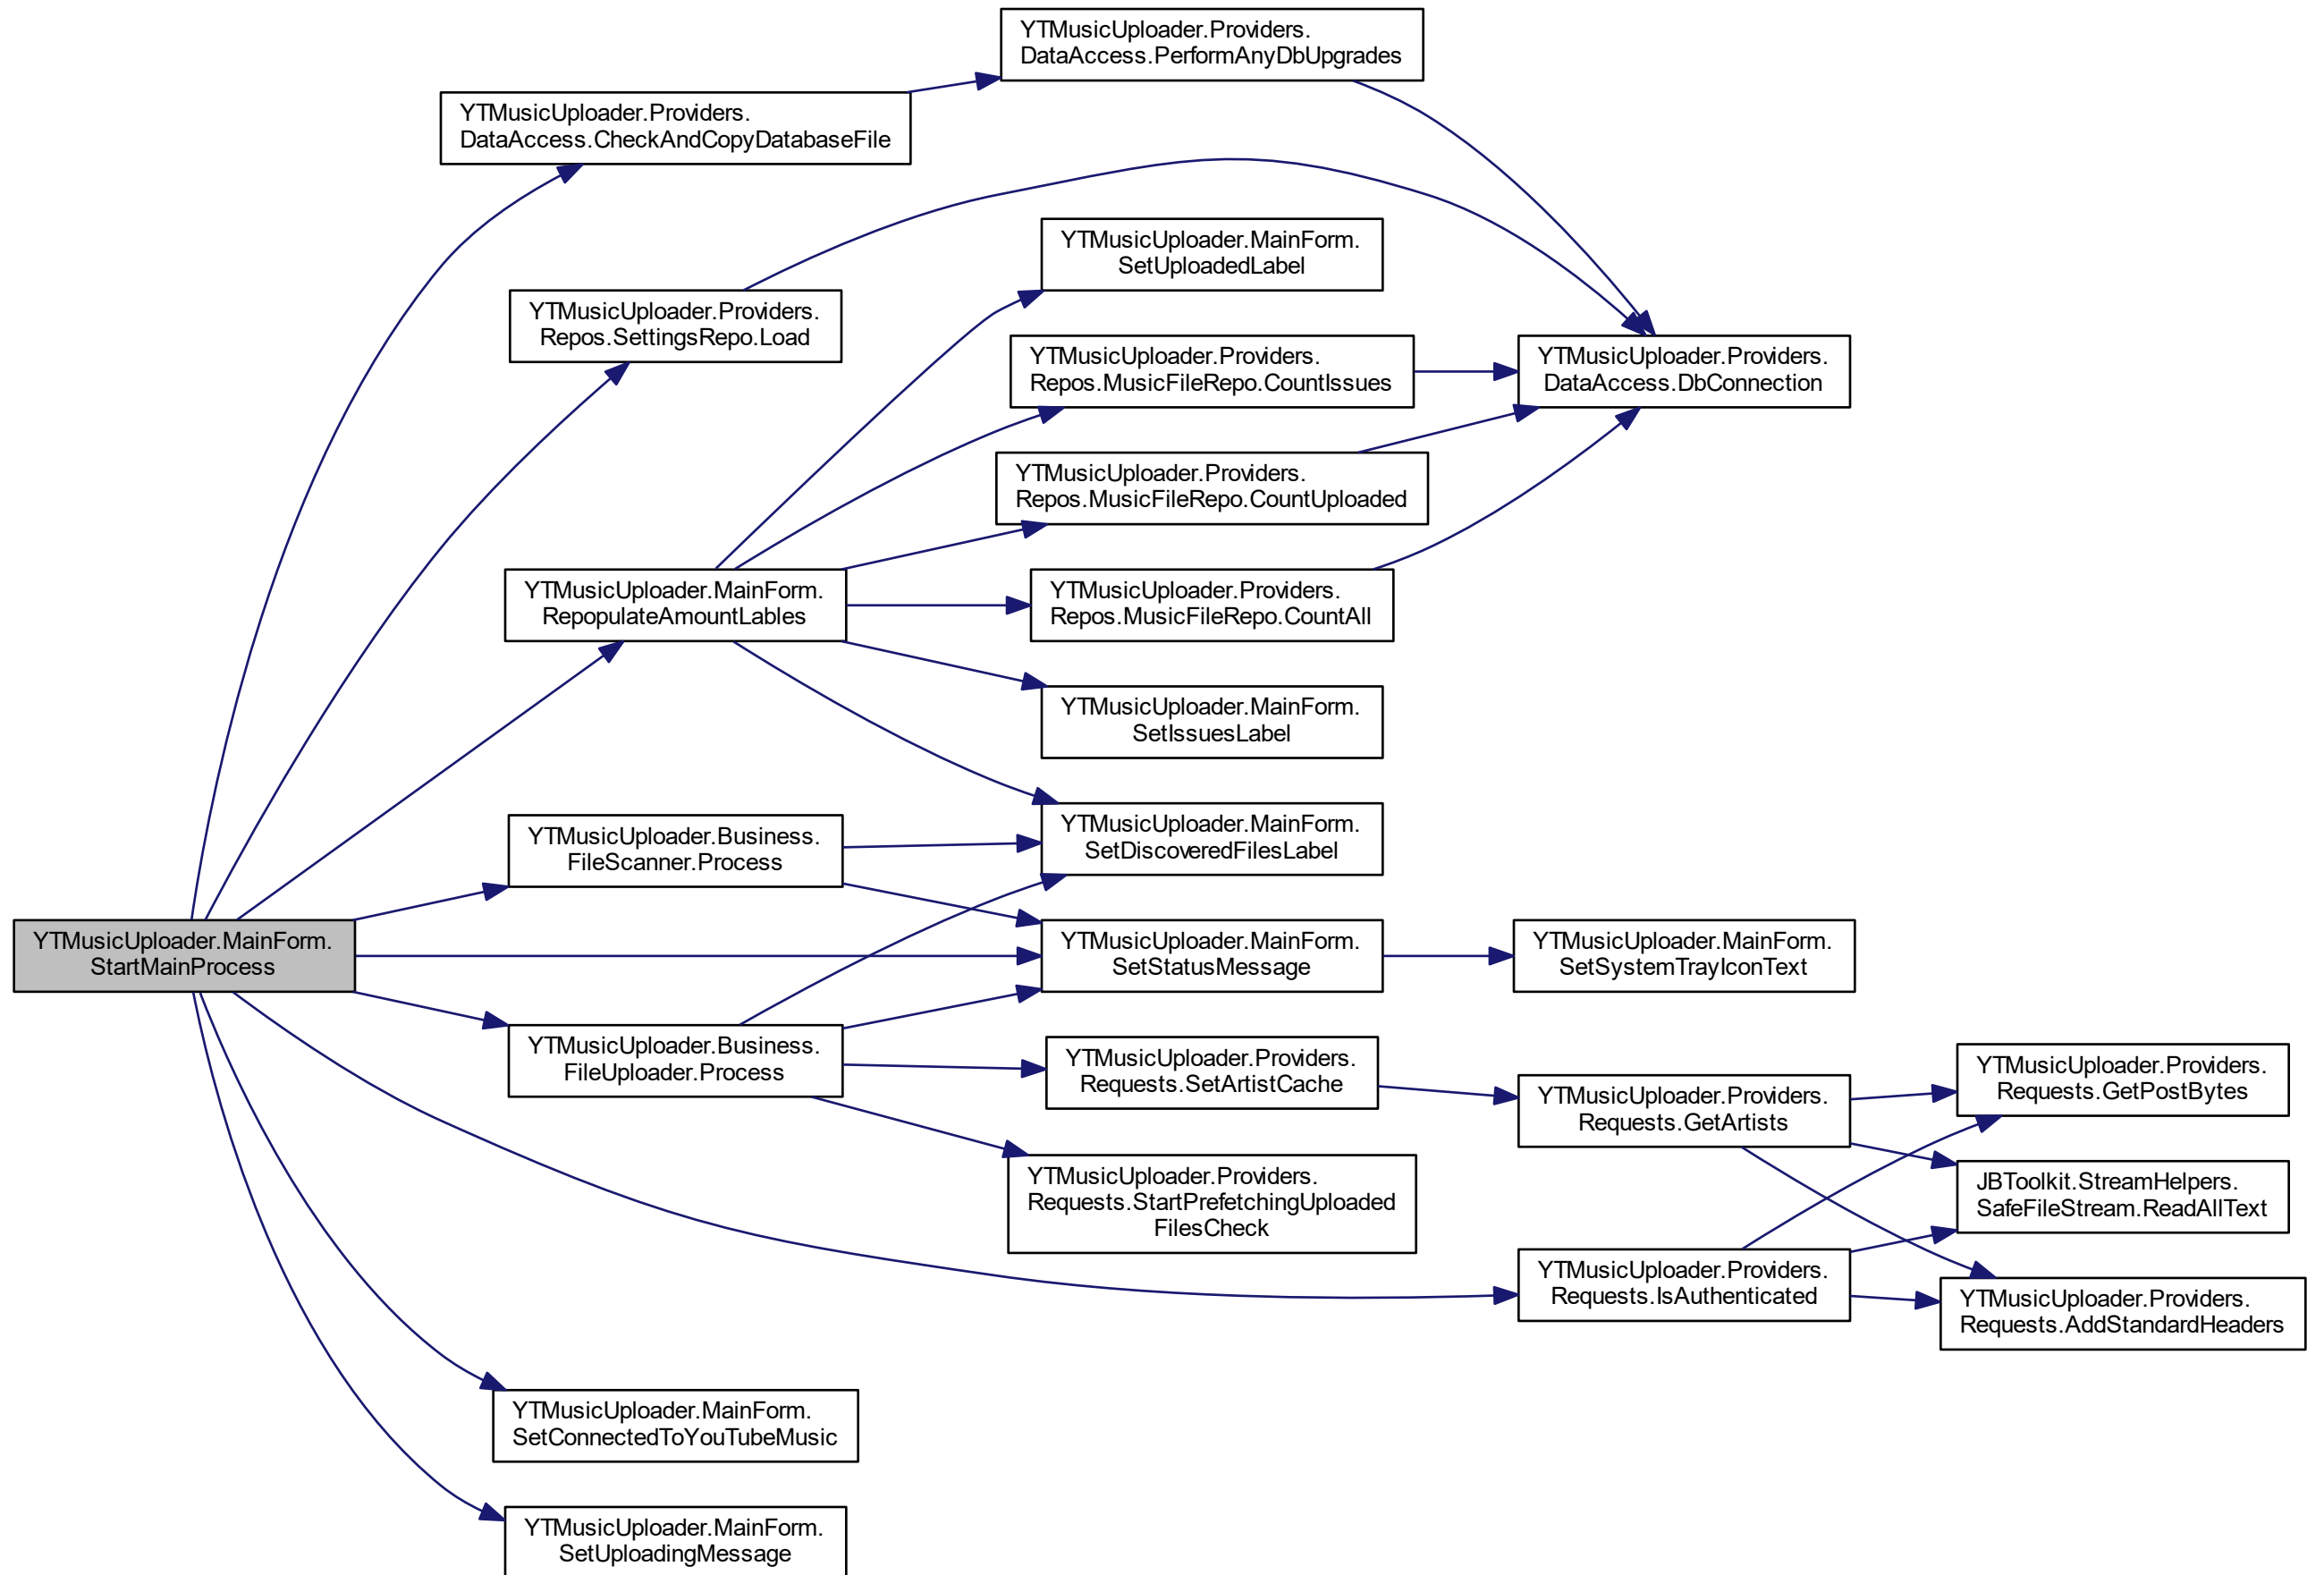 YTMusicUploader.Providers.
DataAccess.PerformAnyDbUpgrades
YTMusicUploader.Providers.
DataAccess.CheckAndCopyDatabaseFile
YTMusicUploader.MainForm.
SetUploadedLabel
YTMusicUploader.Providers.
Repos.SettingsRepo.Load
YTMusicUploader.Providers.
Repos.MusicFileRepo.CountIssues
YTMusicUploader.Providers.
DataAccess.DbConnection
YTMusicUploader.Providers.
Repos.MusicFileRepo.CountUploaded
YTMusicUploader.MainForm.
RepopulateAmountLables
YTMusicUploader.Providers.
Repos.MusicFileRepo.CountAll
YTMusicUploader.MainForm.
SetIssuesLabel
YTMusicUploader.Business.
FileScanner.Process
YTMusicUploader.MainForm.
SetDiscoveredFilesLabel
YTMusicUploader.MainForm.
StartMainProcess
YTMusicUploader.MainForm.
SetStatusMessage
YTMusicUploader.MainForm.
SetSystemTrayIconText
YTMusicUploader.Business.
FileUploader.Process
YTMusicUploader.Providers.
Requests.SetArtistCache
YTMusicUploader.Providers.
Requests.GetArtists
YTMusicUploader.Providers.
Requests.GetPostBytes
YTMusicUploader.Providers.
Requests.StartPrefetchingUploaded
FilesCheck
JBToolkit.StreamHelpers.
SafeFileStream.ReadAllText
YTMusicUploader.Providers.
Requests.IsAuthenticated
YTMusicUploader.Providers.
Requests.AddStandardHeaders
YTMusicUploader.MainForm.
SetConnectedToYouTubeMusic
YTMusicUploader.MainForm.
SetUploadingMessage